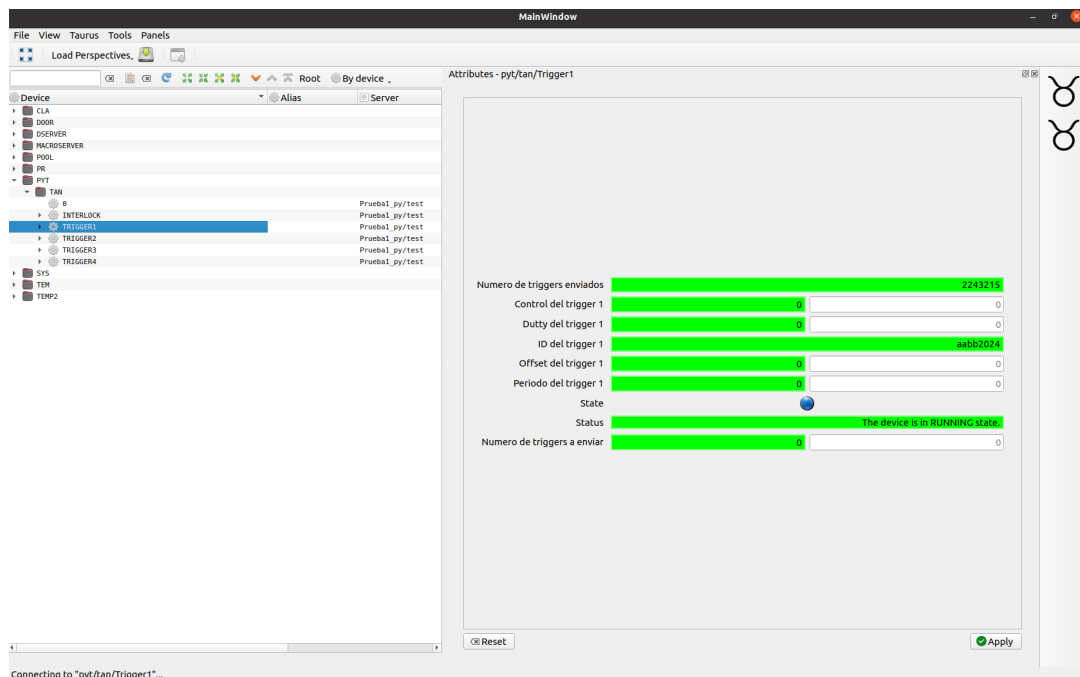 MainWindow
File View Taurus Tools Panels
Load Perspectives
Root By device
Attributes - pyt/tan/Trigger1
Device Alias Server
CLA
DOOR
DSERVER
MACROSERVER
POOL
PR
PYT
TAN
0 Prueba1_py/test
INTERLOCK Prueba1_py/test
TRIGGER1 Prueba1_py/test
TRIGGER2 Prueba1_py/test
TRIGGER3 Prueba1_py/test
TRIGGER4 Prueba1_py/test
SYS
TEM
TEMP2
Numero de triggers enviados 2243215
Control del trigger 1 0 0
Dutty del trigger 1 0 0
ID del trigger 1 aabb2024
Offset del trigger 1 0 0
Periodo del trigger 1 0 0
State
Status The device is in RUNNING state.
Numero de triggers a enviar 0 0
Reset Apply
Connecting to "pyt/tan/Trigger1"...